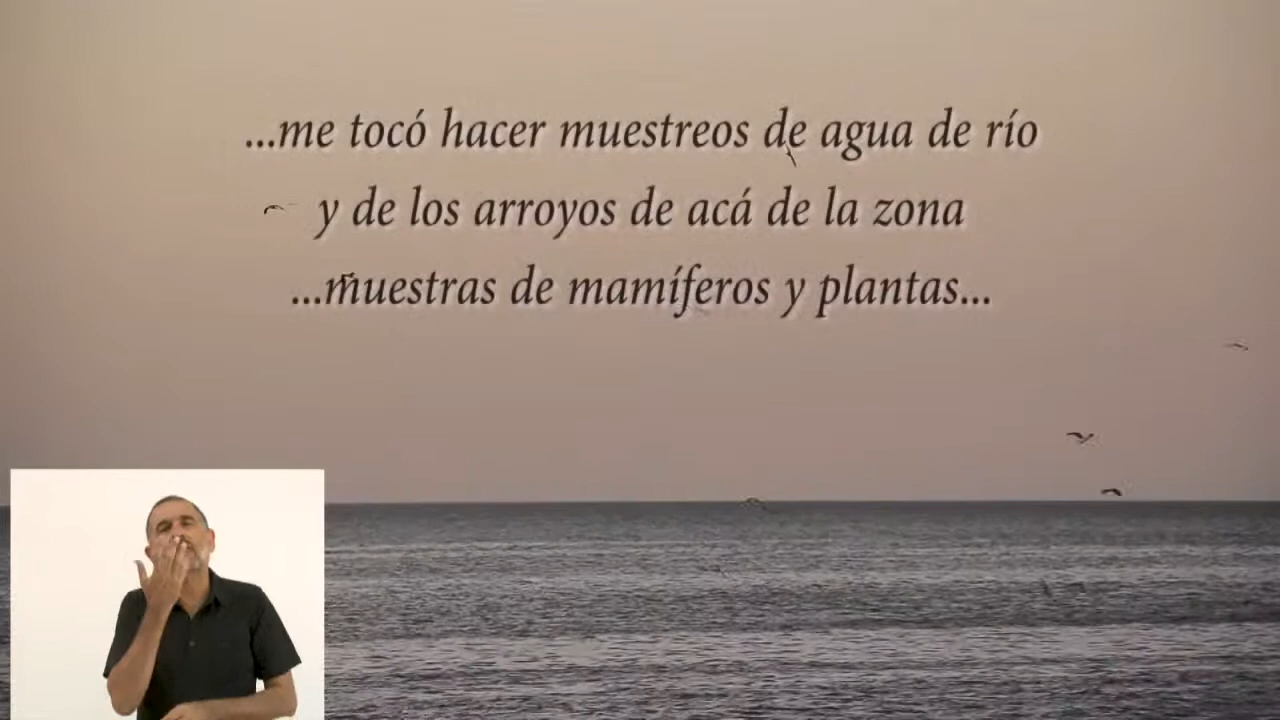 ...me tocó hacer muestreos de agua de río
y de los arroyos de acá de la zona
...muestras de mamíferos y plantas...